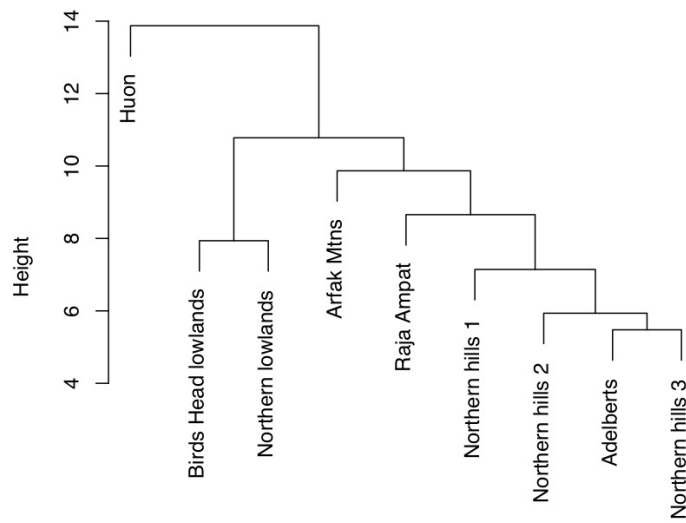 Height
14
12
10
8
6
4
Huon
Birds Head lowlands
Northern lowlands
Arfak Mtns
Raja Ampat
Northern hills 1
Northern hills 2
Adelberts
Northern hills 3